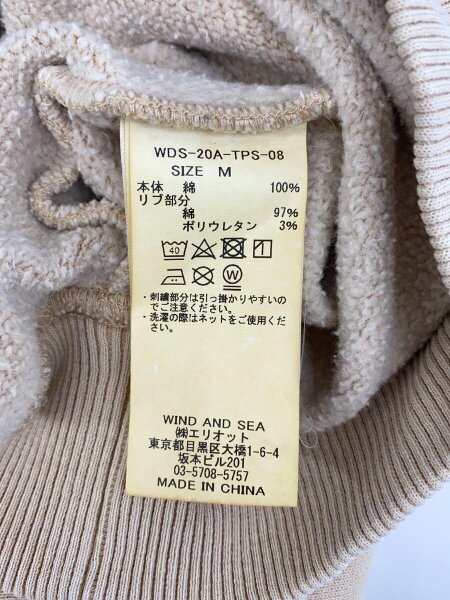 WDS-20A-TPS-08
SIZE M
本体 綿 100%
リブ部分
綿 97%
ポリウレタン 3%
40
W
・刺繍部分は引っ掛かりやすいの
でご注意ください。
・洗濯の際はネットをご使用くだ
さい。
WIND AND SEA
㈱エリオット
東京都目黒区大橋1-6-4
坂本ビル201
03-5708-5757
MADE IN CHINA